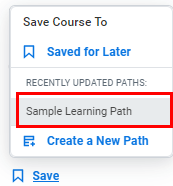 Save Course To
Saved for Later
RECENTLY UPDATED PATHS:
Sample Learning Path
Create a New Path
Save